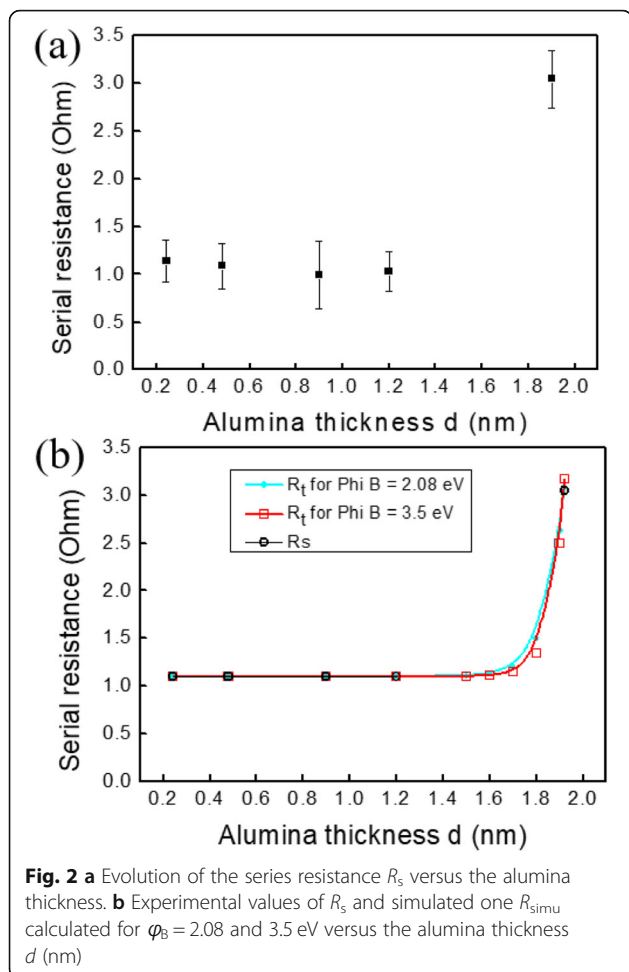 (a)
3.5
3.0
2.5
2.0
1.5
1.0
0.5
0.0
Serial resistance (Ohm)
0.2 0.4 0.6 0.8 1.0 1.2 1.4 1.6 1.8 2.0
Alumina thickness d (nm)
(b)
3.5
3.0
2.5
2.0
1.5
1.0
0.5
0.0
Serial resistance (Ohm)
Rt for Phi B = 2.08 eV
Rt for Phi B = 3.5 eV
Rs
0.2 0.4 0.6 0.8 1.0 1.2 1.4 1.6 1.8 2.0
Alumina thickness d (nm)
Fig. 2 a Evolution of the series resistance Rs versus the alumina
thickness. b Experimental values of Rs and simulated one Rsimu
calculated for φB = 2.08 and 3.5 eV versus the alumina thickness
d (nm)